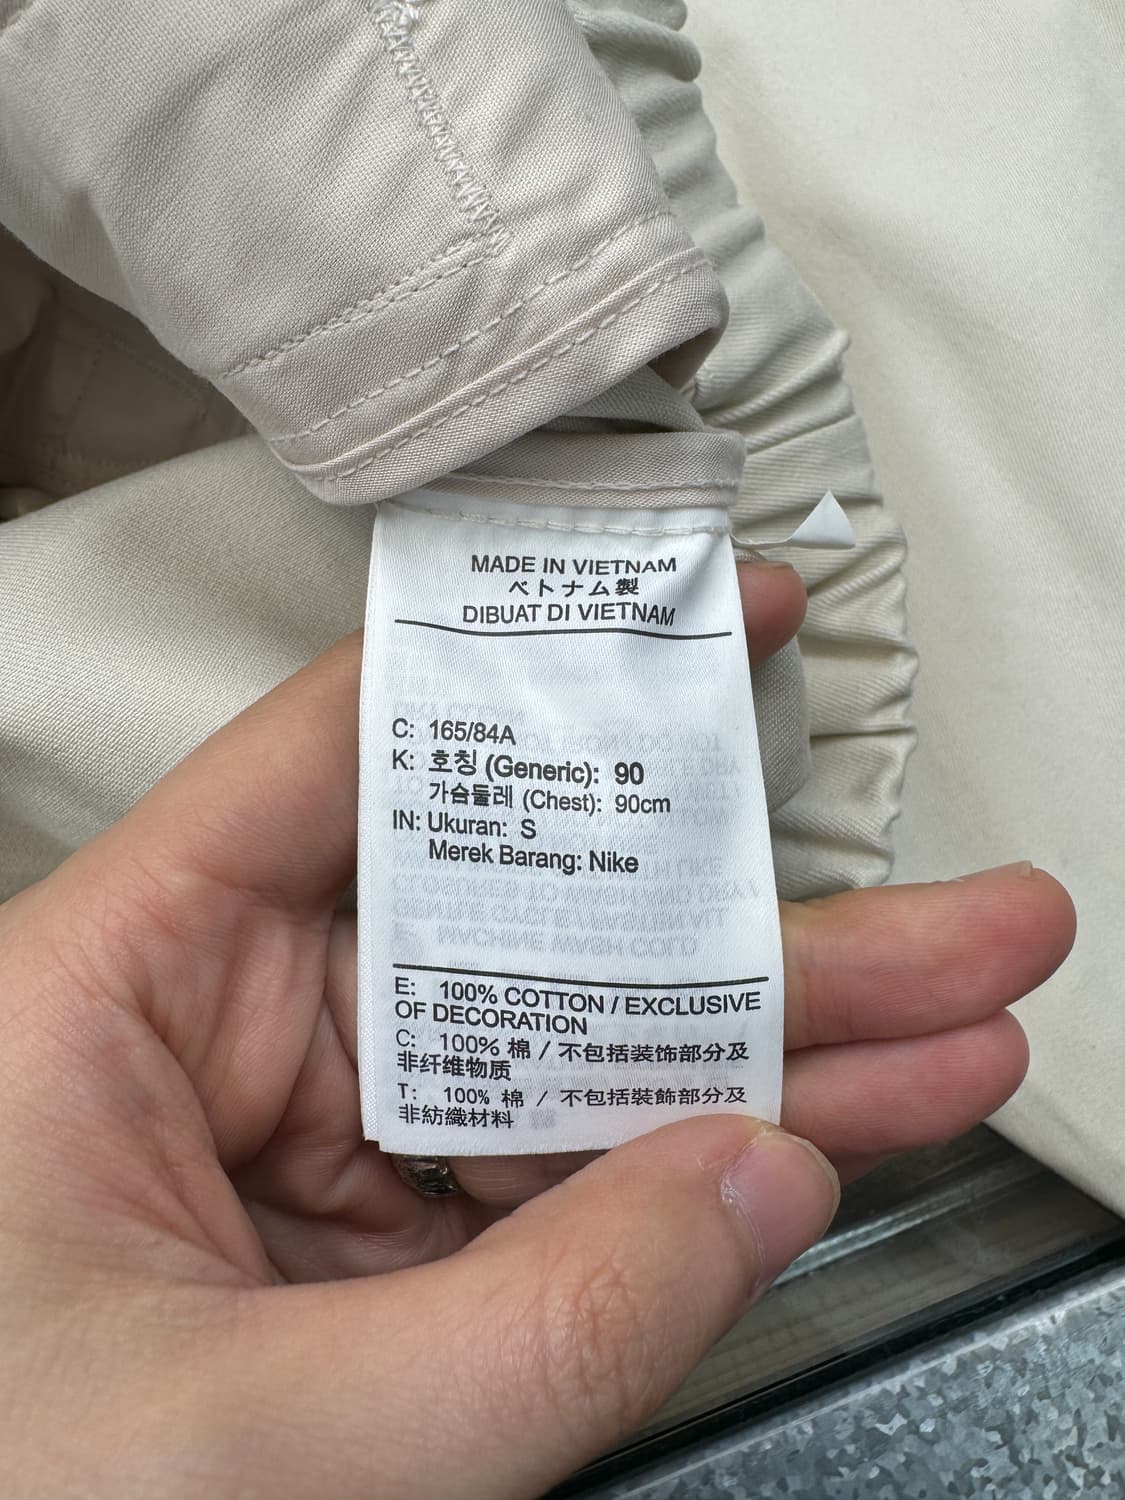 MADE IN VIETNAM
ベトナム製
DIBUAT DI VIETNAM
C: 165/84A
K: 호칭 (Generic): 90
가슴둘레 (Chest): 90cm
IN: Ukuran: S
Merek Barang: Nike
E: 100% COTTON / EXCLUSIVE
OF DECORATION
C: 100% 棉 / 不包括装饰部分及
非纤维物质
T: 100% 棉 / 不包括裝飾部分及
非紡織材料